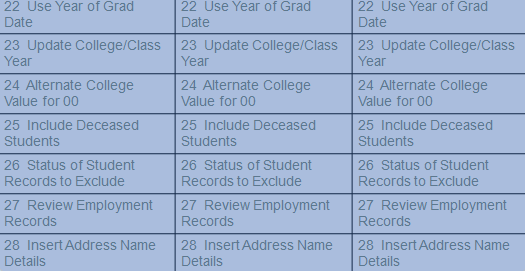 22 Use Year of Grad Date
22 Use Year of Grad Date
22 Use Year of Grad Date
23 Update College/Class Year
23 Update College/Class Year
23 Update College/Class Year
24 Alternate College Value for 00
24 Alternate College Value for 00
24 Alternate College Value for 00
25 Include Deceased Students
25 Include Deceased Students
25 Include Deceased Students
26 Status of Student Records to Exclude
26 Status of Student Records to Exclude
26 Status of Student Records to Exclude
27 Review Employment Records
27 Review Employment Records
27 Review Employment Records
28 Insert Address Name Details
28 Insert Address Name Details
28 Insert Address Name Details